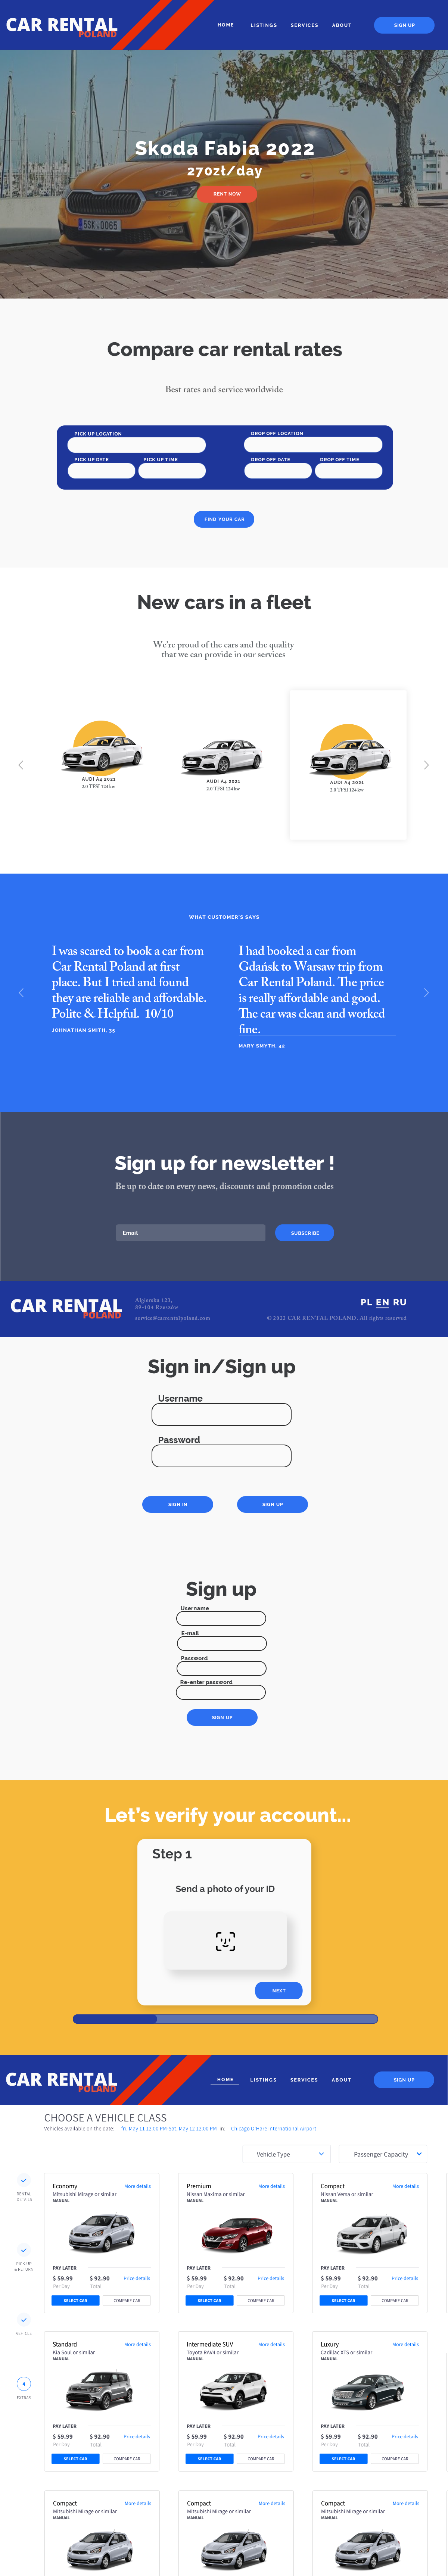 CAR RENTAL
POLAND
HOME LISTINGS SERVICES ABOUT SIGN UP
Skoda Fabia 2022
270zł/day
RENT NOW
5SK 0065
Compare car rental rates
Best rates and service worldwide
PICK UP LOCATION DROP OFF LOCATION
PICK UP DATE PICK UP TIME DROP OFF DATE DROP OFF TIME
FIND YOUR CAR
New cars in a fleet
We're proud of the cars and the quality
that we can provide in our services
AUDI A4 2021 AUDI A4 2021 AUDI A4 2021
2.0 TFSI 124kw 2.0 TFSI 124kw 2.0 TFSI 124kw
WHAT CUSTOMER'S SAYS
I was scared to book a car from
Car Rental Poland at first
place. But I tried and found
they are reliable and affordable.
Polite & Helpful. 10/10
JOHNATHAN SMITH, 35
I had booked a car from
Gdańsk to Warsaw trip from
Car Rental Poland. The price
is really affordable and good.
The car was clean and worked
fine.
MARY SMYTH, 42
Sign up for newsletter !
Be up to date on every news, discounts and promotion codes
Email SUBSCRIBE
CAR RENTAL
POLAND
Algierska 123,
89-104 Rzeszów
service@carrentalpoland.com
PL EN RU
© 2022 CAR RENTAL POLAND. All rights reserved
Sign in/Sign up
Username
Password
SIGN IN SIGN UP
Sign up
Username
E-mail
Password
Re-enter password
SIGN UP
Let's verify your account...
Step 1
Send a photo of your ID
NEXT
CAR RENTAL
POLAND
HOME LISTINGS SERVICES ABOUT SIGN UP
CHOOSE A VEHICLE CLASS
Vehicles available on the date: Fri, May 11 12:00 PM Sat, May 12 12:00 PM in: Chicago O'Hare International Airport
Vehicle Type Passenger Capacity
RENTAL
DETAILS
PICK UP
& RETURN
VEHICLE
4
EXTRAS
Economy More details
Mitsubishi Mirage or similar
MANUAL
PAY LATER
$ 59.99 $ 92.90 Price details
Per Day Total
SELECT CAR COMPARE CAR
Premium More details
Nissan Maxima or similar
MANUAL
PAY LATER
$ 59.99 $ 92.90 Price details
Per Day Total
SELECT CAR COMPARE CAR
Compact More details
Nissan Versa or similar
MANUAL
PAY LATER
$ 59.99 $ 92.90 Price details
Per Day Total
SELECT CAR COMPARE CAR
Standard More details
Kia Soul or similar
MANUAL
PAY LATER
$ 59.99 $ 92.90 Price details
Per Day Total
SELECT CAR COMPARE CAR
Intermediate SUV More details
Toyota RAV4 or similar
MANUAL
PAY LATER
$ 59.99 $ 92.90 Price details
Per Day Total
SELECT CAR COMPARE CAR
Luxury More details
Cadillac XTS or similar
MANUAL
PAY LATER
$ 59.99 $ 92.90 Price details
Per Day Total
SELECT CAR COMPARE CAR
Compact More details
Mitsubishi Mirage or similar
MANUAL
Compact More details
Mitsubishi Mirage or similar
MANUAL
Compact More details
Mitsubishi Mirage or similar
MANUAL